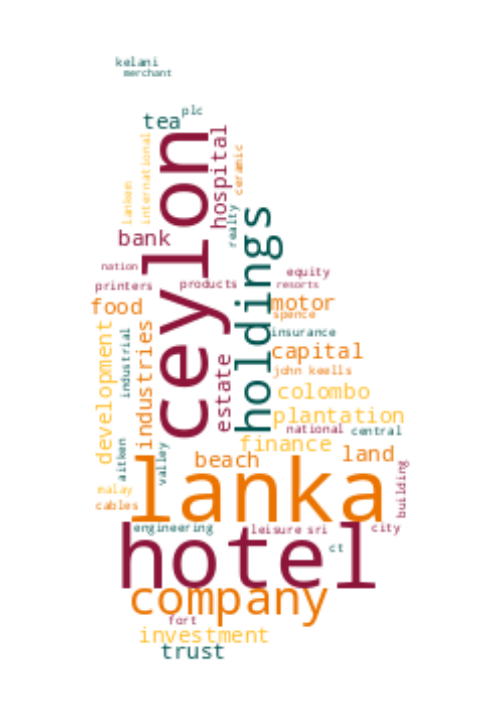 kelani
merchant
plc
tea
ceylon
hospital
international
ceramic
lankem
realty
holdings
bank
nation
equity
printers
products
resorts
food
motor
spence
development
industrial
industries
insurance
estate
capital
john keells
colombo
plantation
national
central
finance
aitken
valley
beach
land
building
lanka
malay
cables
engineering
leisure sri
city
hotel
ct
company
fort
investment
trust